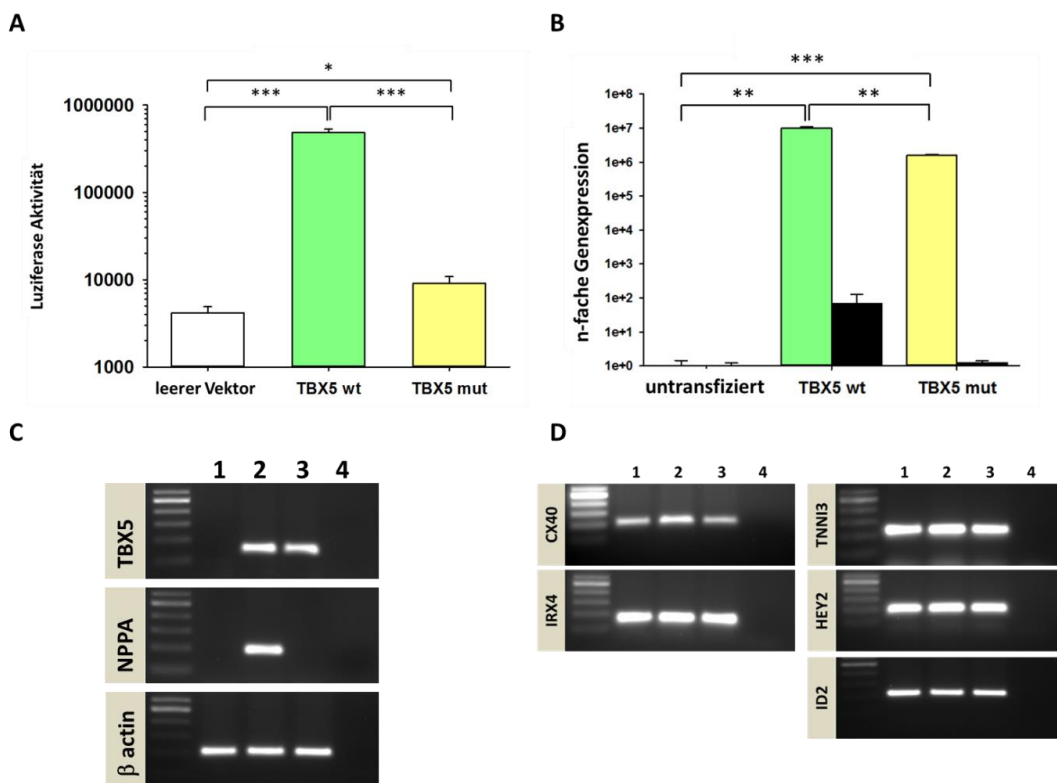 A
*
***
***
1000000
100000
10000
1000
Luziferase Aktivität
leerer Vektor
TBX5 wt
TBX5 mut
B
***
**
**
1e+8
1e+7
1e+6
1e+5
1e+4
1e+3
1e+2
1e+1
1e+0
n-fache Genexpression
untransfiziert
TBX5 wt
TBX5 mut
C
1 2 3 4
TBX5
NPPA
β actin
D
1 2 3 4
CX40
IRX4
1 2 3 4
TNNI3
HEY2
ID2